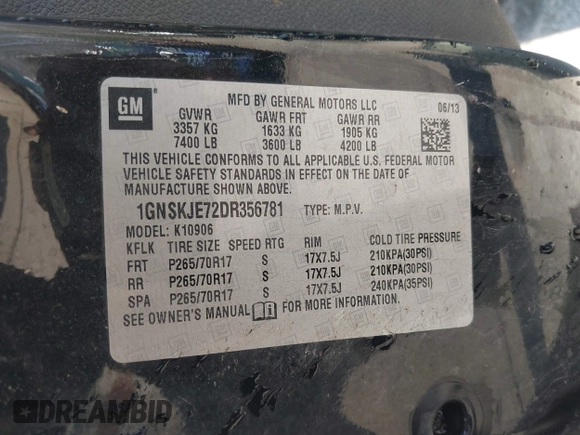 GM
MFD BY GENERAL MOTORS LLC
06/13
GVWR GAWR FRT GAWR RR
3357 KG 1633 KG 1905 KG
7400 LB 3600 LB 4200 LB
THIS VEHICLE CONFORMS TO ALL APPLICABLE U.S. FEDERAL MOTOR
VEHICLE SAFETY STANDARDS IN EFFECT ON THE DATE OF
MANUFACTURE SHOWN ABOVE.
1GNSKJE72DR356781 TYPE: M.P.V.
MODEL: K10906
KFLK TIRE SIZE SPEED RTG RIM COLD TIRE PRESSURE
FRT P265/70R17 S 17X7.5J 210KPA(30PSI)
RR P265/70R17 S 17X7.5J 210KPA(30PSI)
SPA P265/70R17 S 17X7.5J 240KPA(35PSI)
SEE OWNER'S MANUAL FOR MORE INFORMATION.
DREAMBID